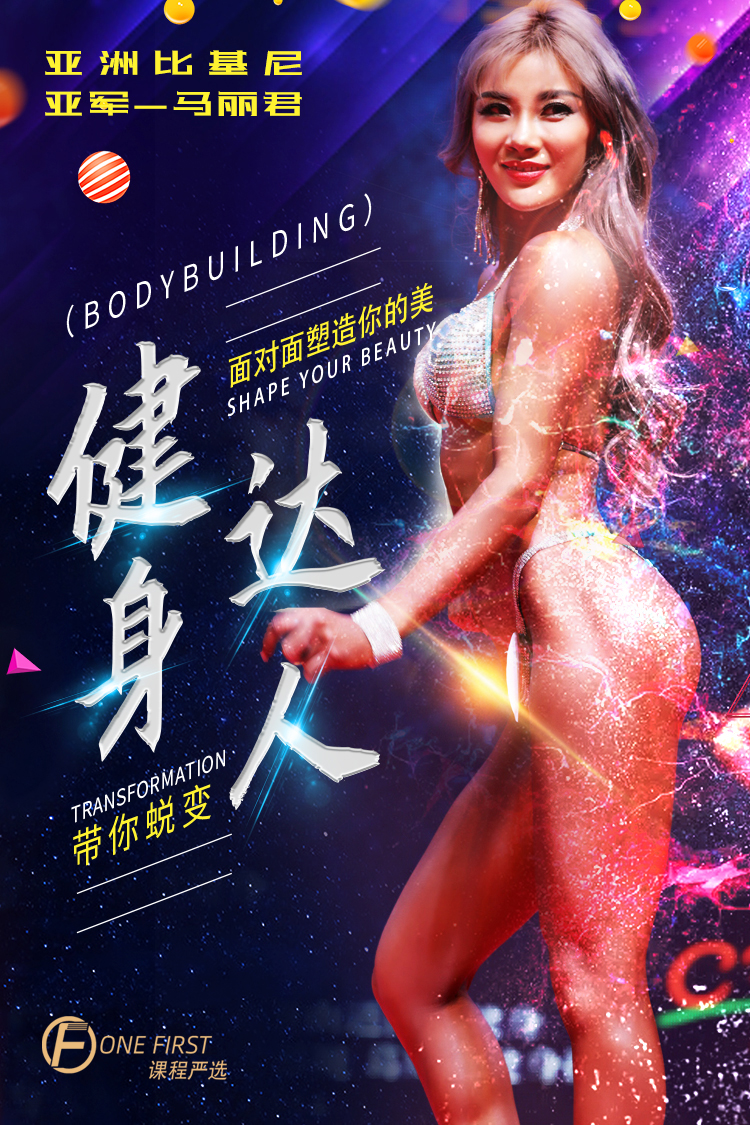 亚洲比基尼
亚军—马丽君
(BODYBUILDING)
面对面塑造你的美
SHAPE YOUR BEAUTY
健身
达人
TRANSFORMATION
带你蜕变
F ONE FIRST
课程严选